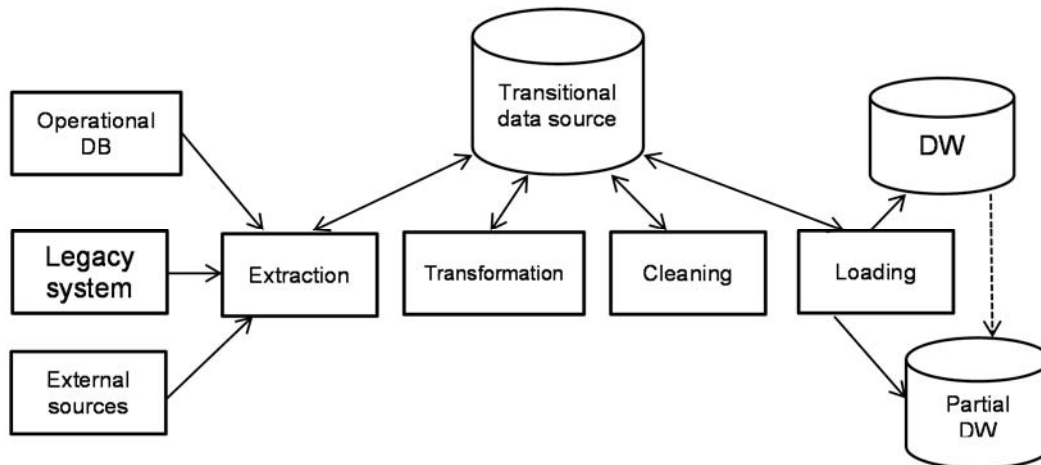 Transitional
data source
Operational
DB
DW
Legacy
system
Extraction
Transformation
Cleaning
Loading
External
sources
Partial
DW